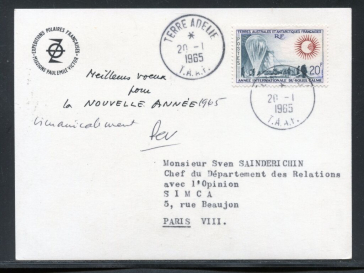 EXPEDITIONS POLAIRES FRANÇAISES
MISSIONS PAUL-EMILE VICTOR
TERRE ADELIE
*
20 -1
1965
T.A.A.F.
TERRES AUSTRALES ET ANTARCTIQUES FRANÇAISES
RF
20F
ANNÉE INTERNATIONALE DU SOLEIL CALME
20 -1
1965
T.A.A.F.
Meilleurs voeux
pour
la NOUVELLE ANNÉE 1965
amicalement
Monsieur Sven SAINDERICHIN
Chef du Département des Relations
avec l'Opinion
S I M C A
5, rue Beaujon
PARIS VIII.